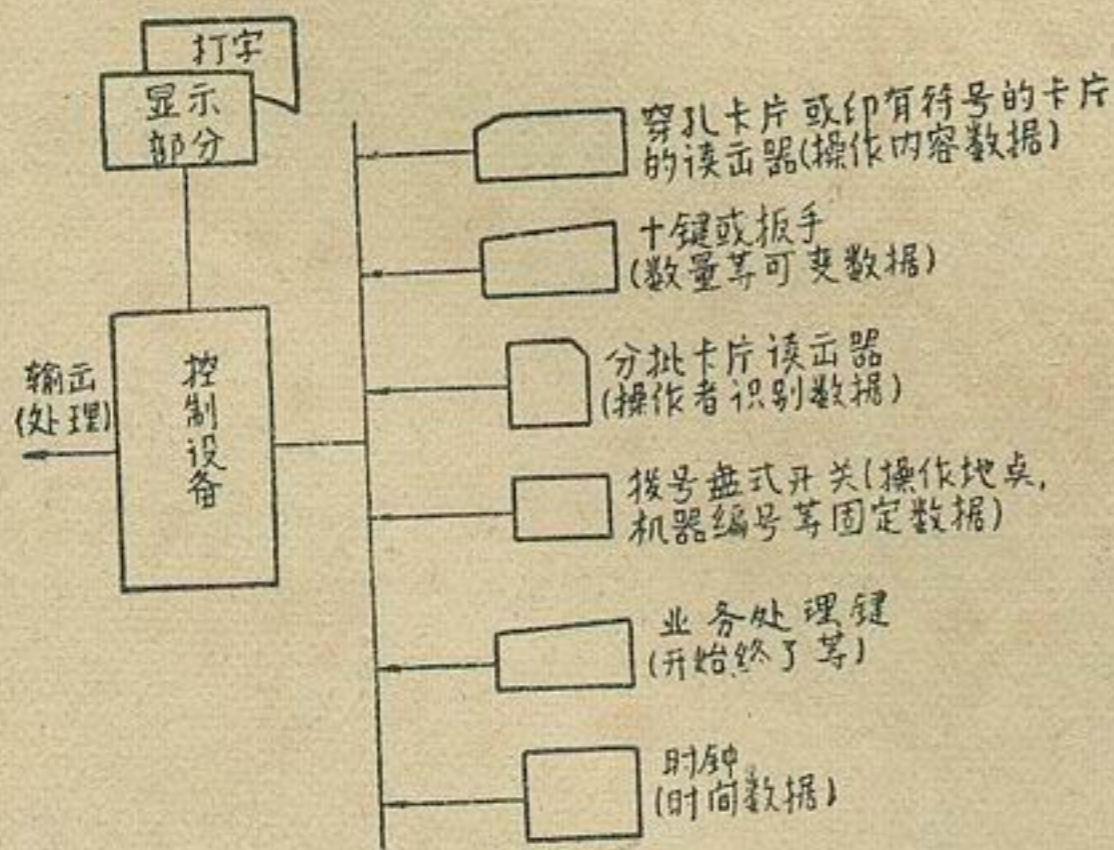 打字
显示
部分
穿孔卡片或印有符号的卡片
的读出器(操作内容数据)
十键或扳手
(数量等可变数据)
输出
(处理)
控
制
设
备
分批卡片读出器
(操作者识别数据)
拨号盘式开关(操作地点,
机器编号等固定数据)
业务处理键
(开始终了等)
时钟
(时间数据)